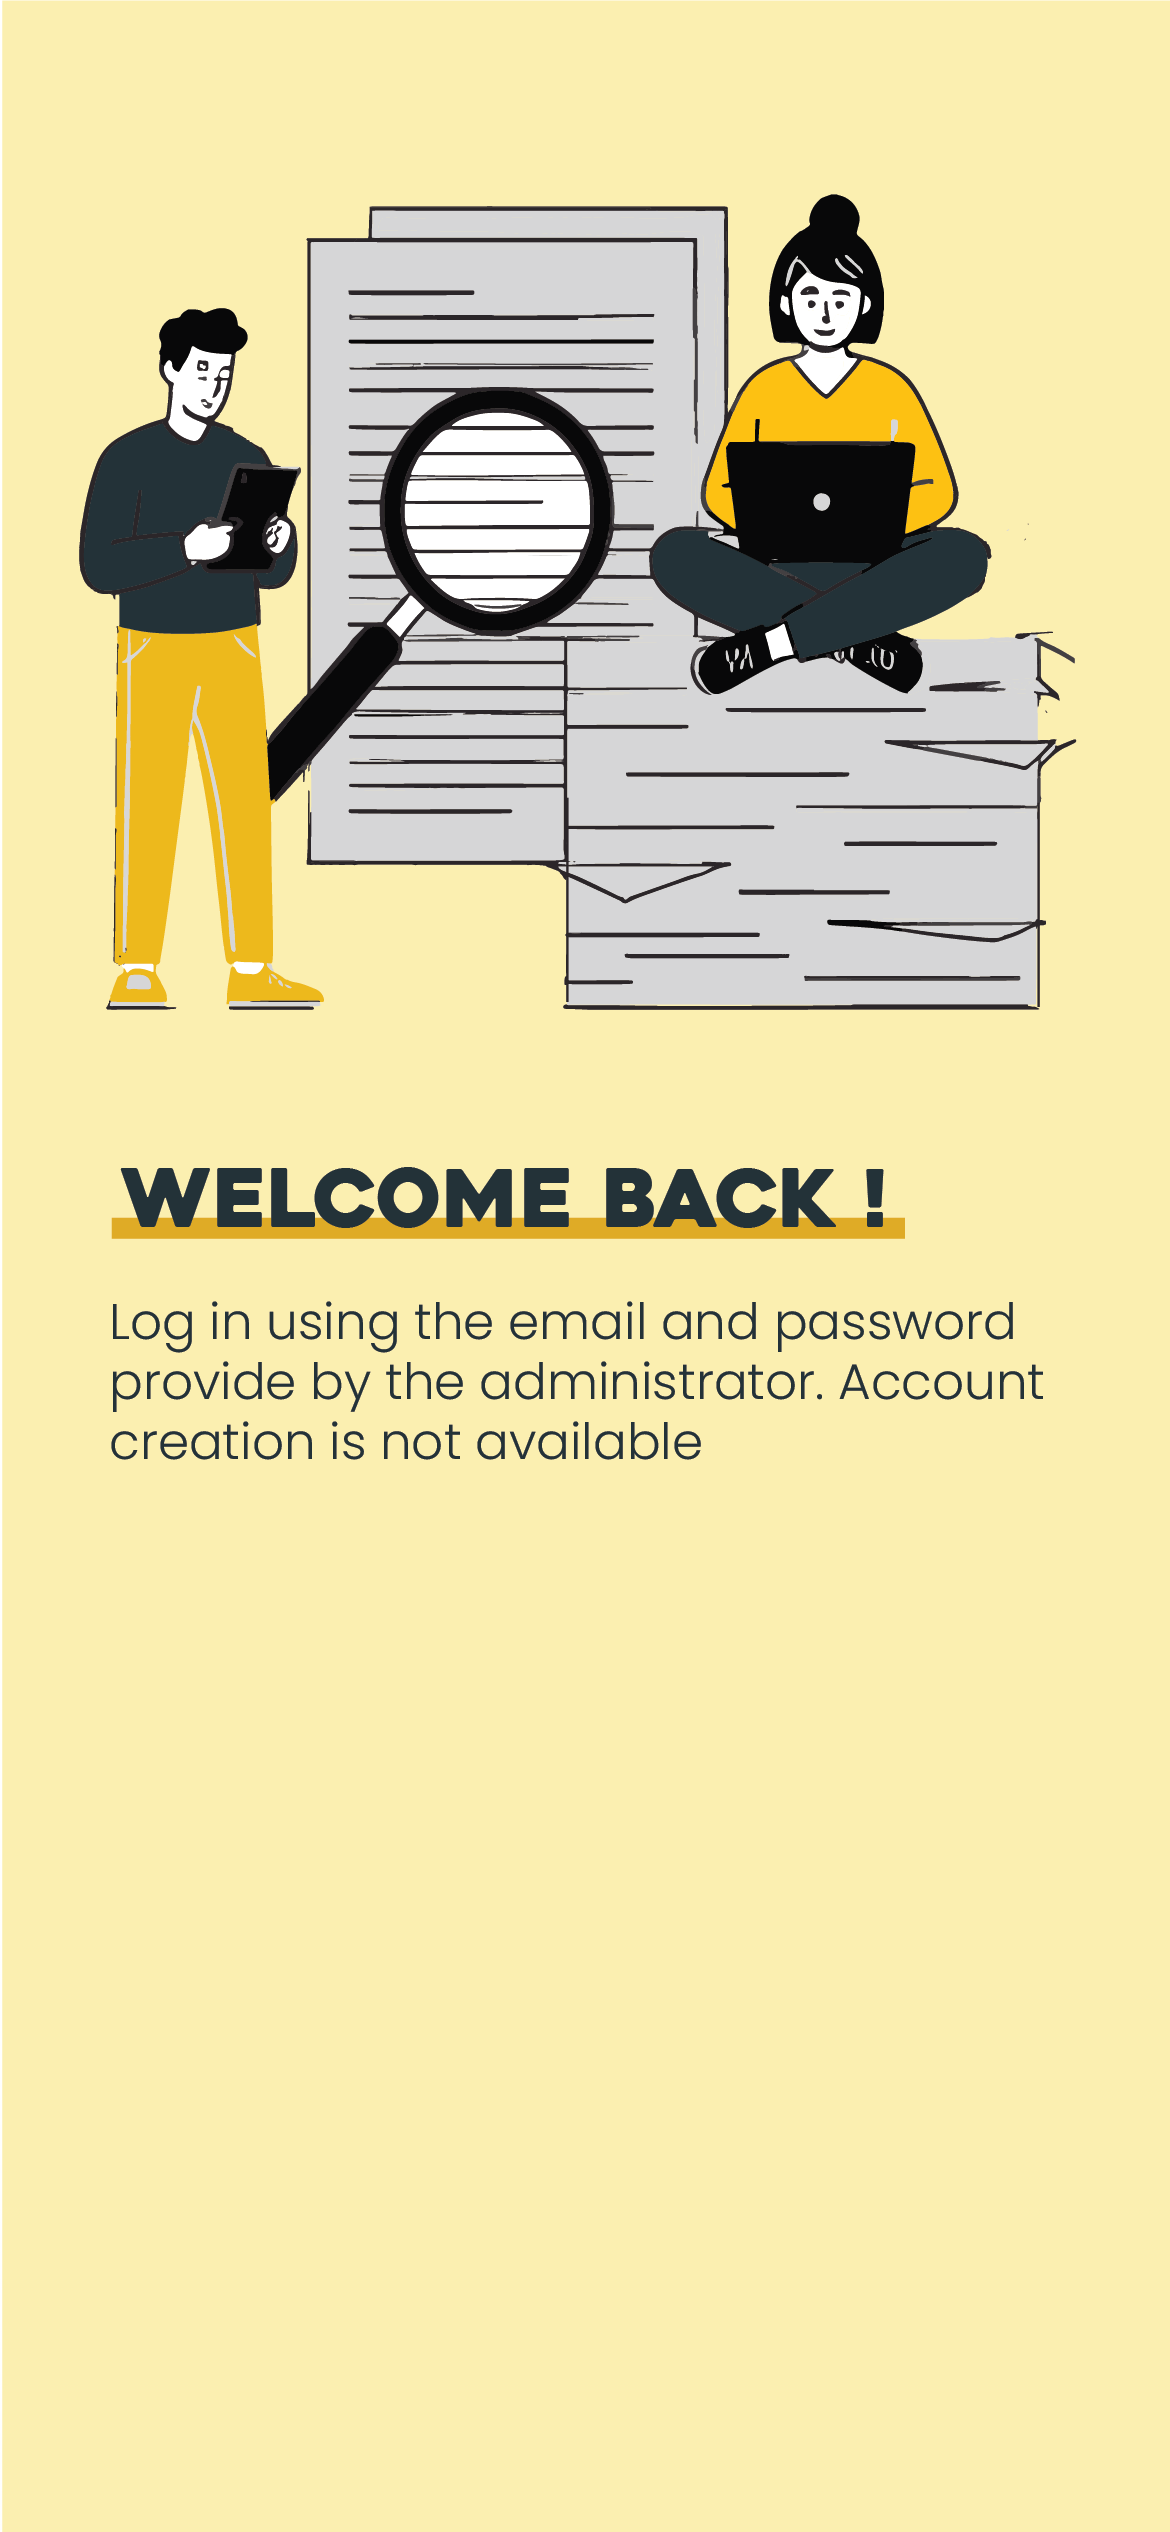 WELCOME BACK !
Log in using the email and password
provide by the administrator. Account
creation is not available